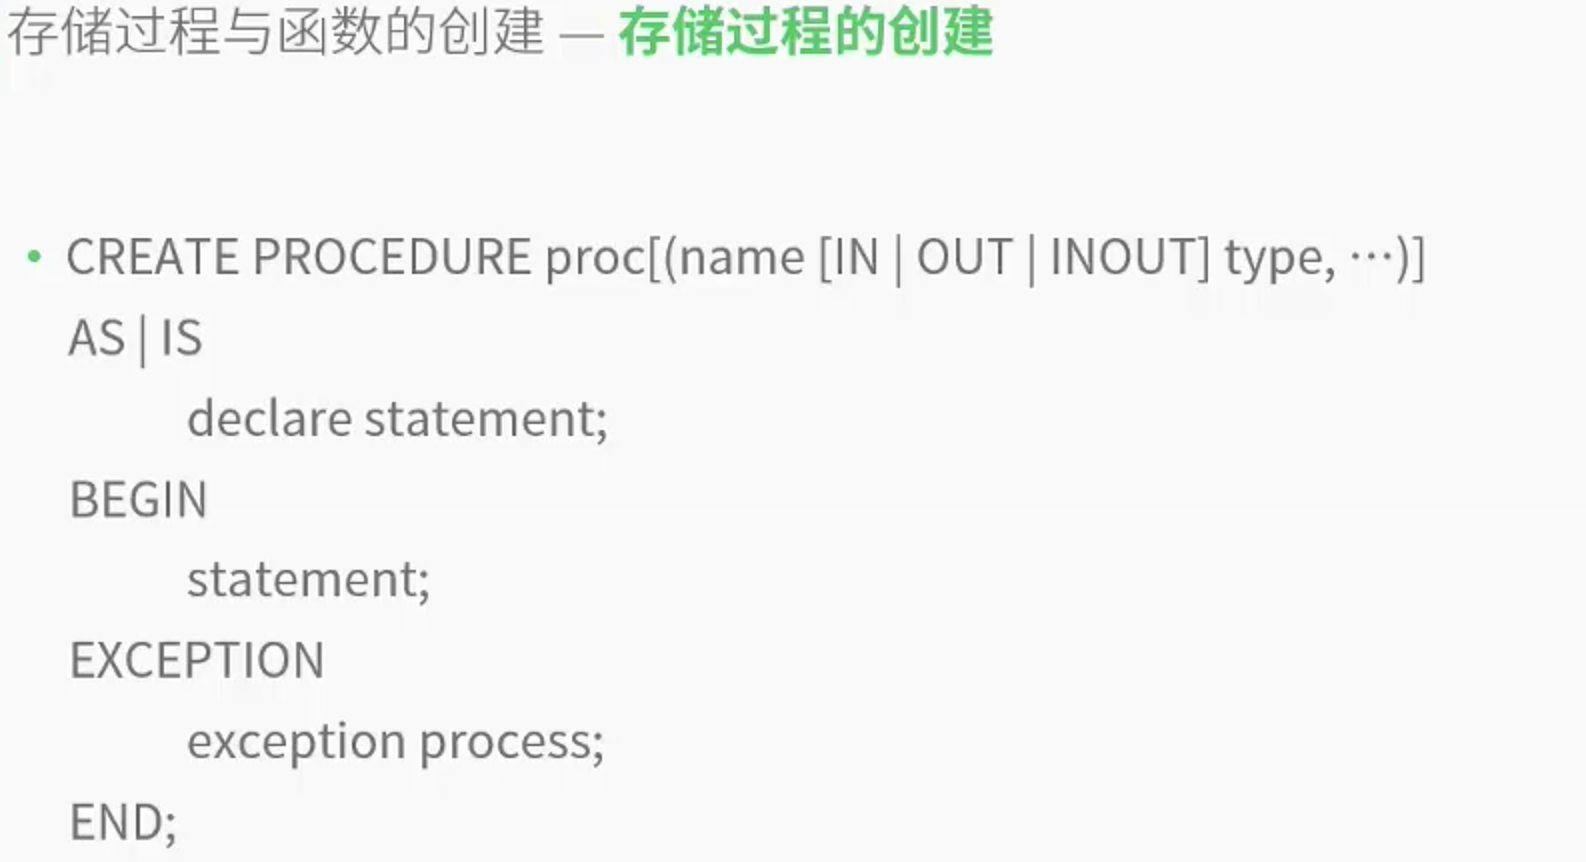 存储过程与函数的创建 — 存储过程的创建
• CREATE PROCEDURE proc[(name [IN | OUT | INOUT] type, ⋯)]
AS | IS
declare statement;
BEGIN
statement;
EXCEPTION
exception process;
END;